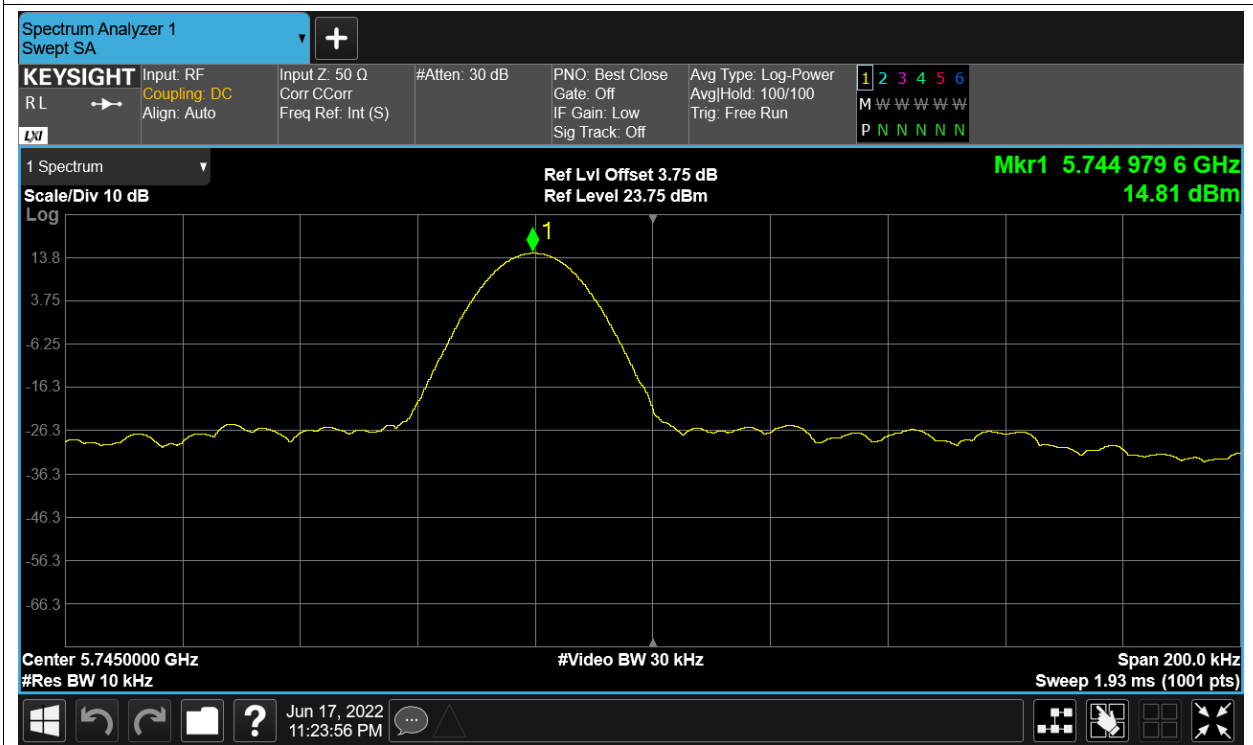 Spectrum Analyzer 1
Swept SA
KEYSIGHT
R L
LXI
Input: RF
Coupling: DC
Align: Auto
Input Z: 50 Ω
Corr CCorr
Freq Ref: Int (S)
#Atten: 30 dB
PNO: Best Close
Gate: Off
IF Gain: Low
Sig Track: Off
Avg Type: Log-Power
Avg|Hold: 100/100
Trig: Free Run
1 2 3 4 5 6
M W W W W W
P N N N N N
1 Spectrum
Scale/Div 10 dB
Ref Lvl Offset 3.75 dB
Ref Level 23.75 dBm
Mkr1 5.744 979 6 GHz
14.81 dBm
Log
1
13.8
3.75
-6.25
-16.3
-26.3
-36.3
-46.3
-56.3
-66.3
Center 5.7450000 GHz
#Video BW 30 kHz
Span 200.0 kHz
#Res BW 10 kHz
Sweep 1.93 ms (1001 pts)
?
Jun 17, 2022
11:23:56 PM